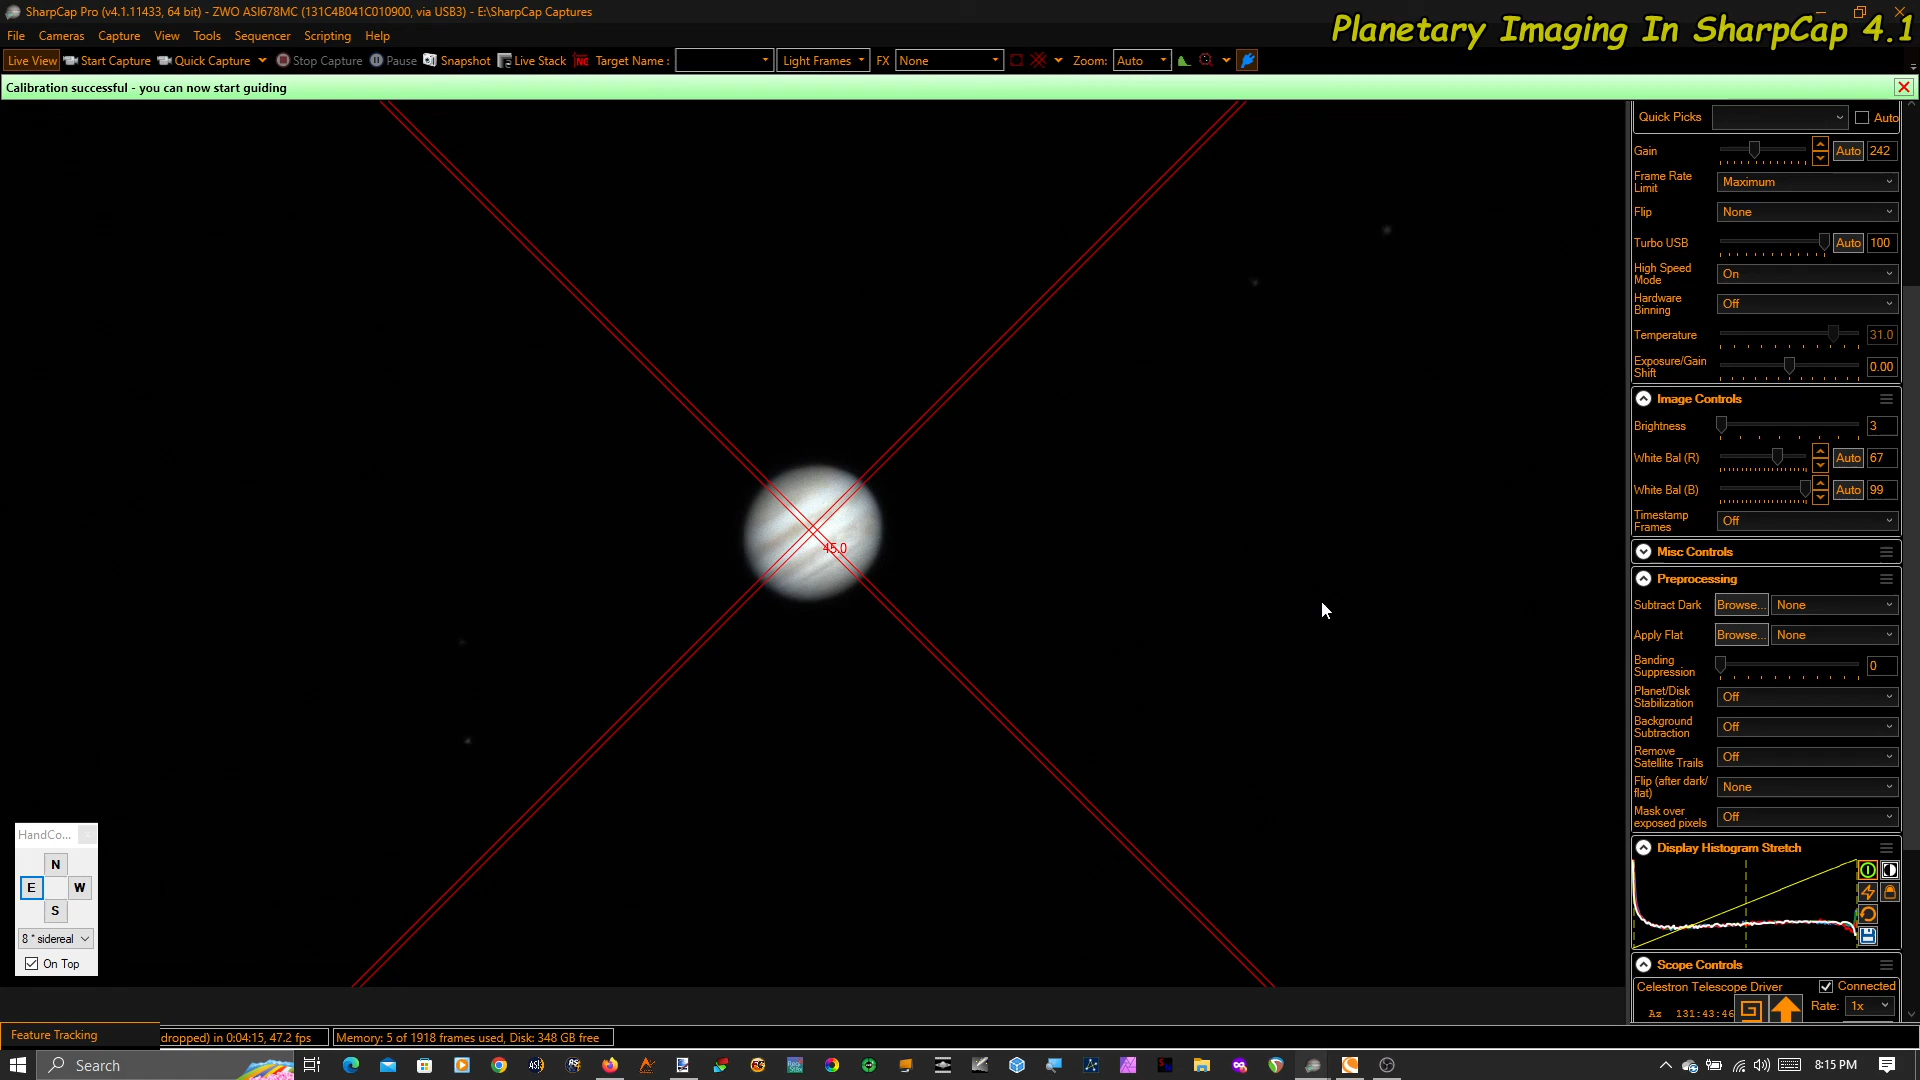 SharpCap Pro (v4.1.11433, 64 bit) - ZWO ASI678MC (131C4B041C010900, via USB3) - E:\SharpCap Captures
Planetary Imaging In SharpCap 4.1
File Cameras Capture View Tools Sequencer Scripting Help
Live View Start Capture Quick Capture Stop Capture Pause Snapshot Live Stack Target Name : Light Frames FX None Zoom: Auto
Calibration successful - you can now start guiding
Quick Picks Auto
Gain Auto 242
Frame Rate Limit Maximum
Flip None
Turbo USB Auto 100
High Speed Mode On
Hardware Binning Off
Temperature 31.0
Exposure/Gain Shift 0.00
Image Controls
Brightness 3
White Bal (R) Auto 67
White Bal (B) Auto 99
Timestamp Frames Off
45.0
Misc Controls
Preprocessing
Subtract Dark Browse... None
Apply Flat Browse... None
Banding Suppression 0
Planet/Disk Stabilization Off
Background Subtraction Off
Remove Satellite Trails Off
Flip (after dark/ flat) None
Mask over exposed pixels Off
Display Histogram Stretch
Scope Controls
Celestron Telescope Driver Connected
Az 131:43:46 Rate: 1x
HandCo...
N
E W
S
8 * sidereal
On Top
Feature Tracking dropped) in 0:04:15, 47.2 fps Memory: 5 of 1918 frames used, Disk: 348 GB free
Search 8:15 PM